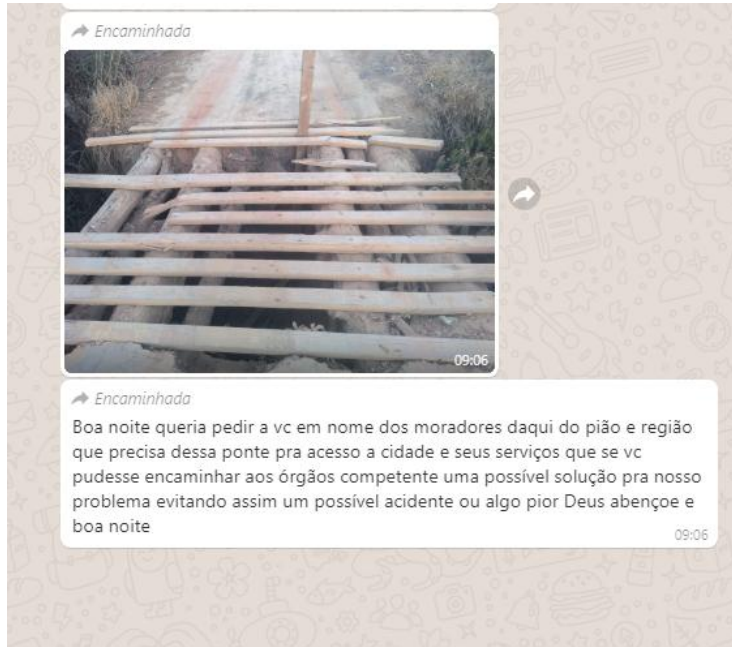 Encaminhada
09:06
Encaminhada
Boa noite queria pedir a vc em nome dos moradores daqui do pião e região
que precisa dessa ponte pra acesso a cidade e seus serviços que se vc
pudesse encaminhar aos órgãos competente uma possível solução pra nosso
problema evitando assim um possível acidente ou algo pior Deus abençoe e
boa noite
09:06